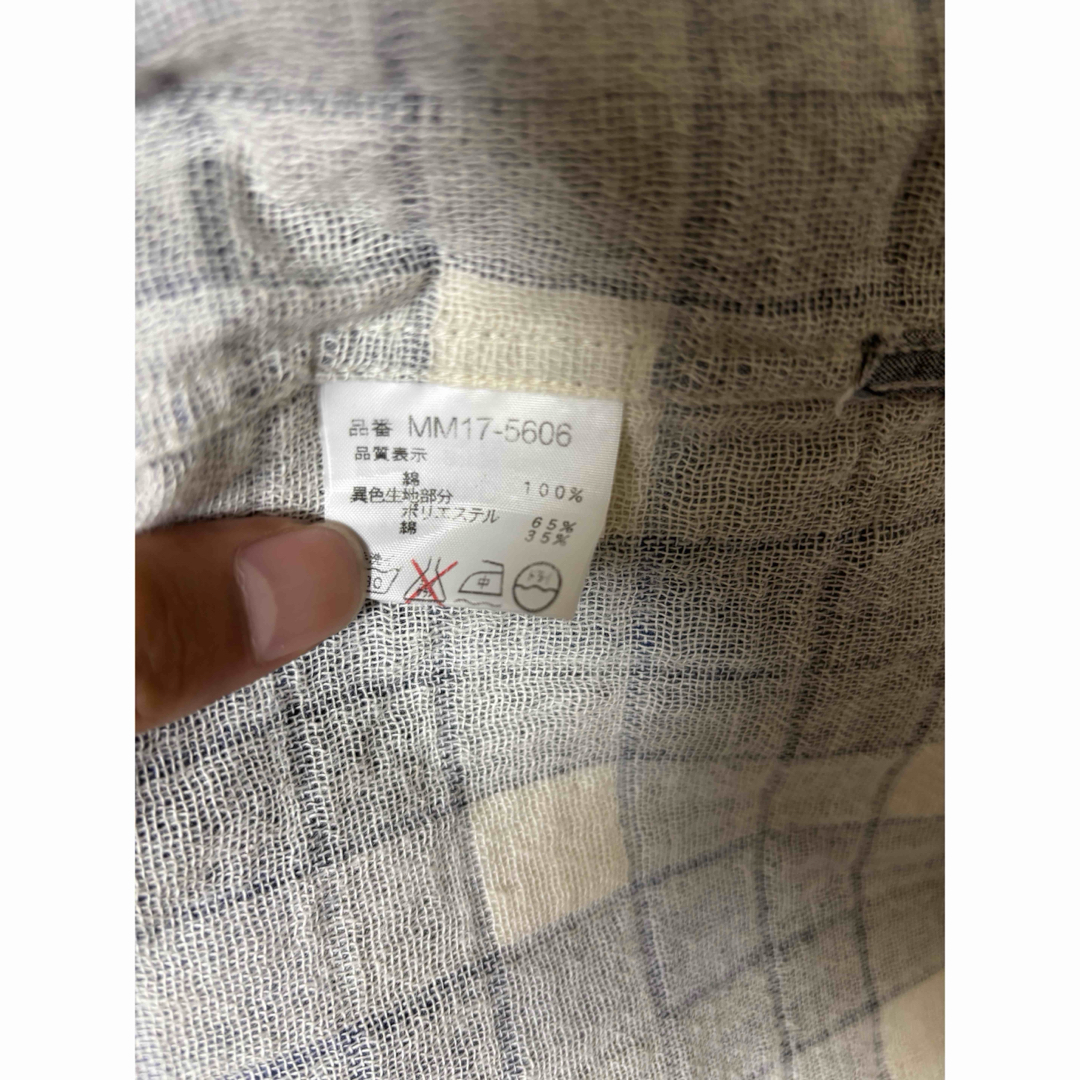 品番 MM17-5606
品質表示
綿 100%
異色生地部分
ポリエステル 65%
綿 35%
中